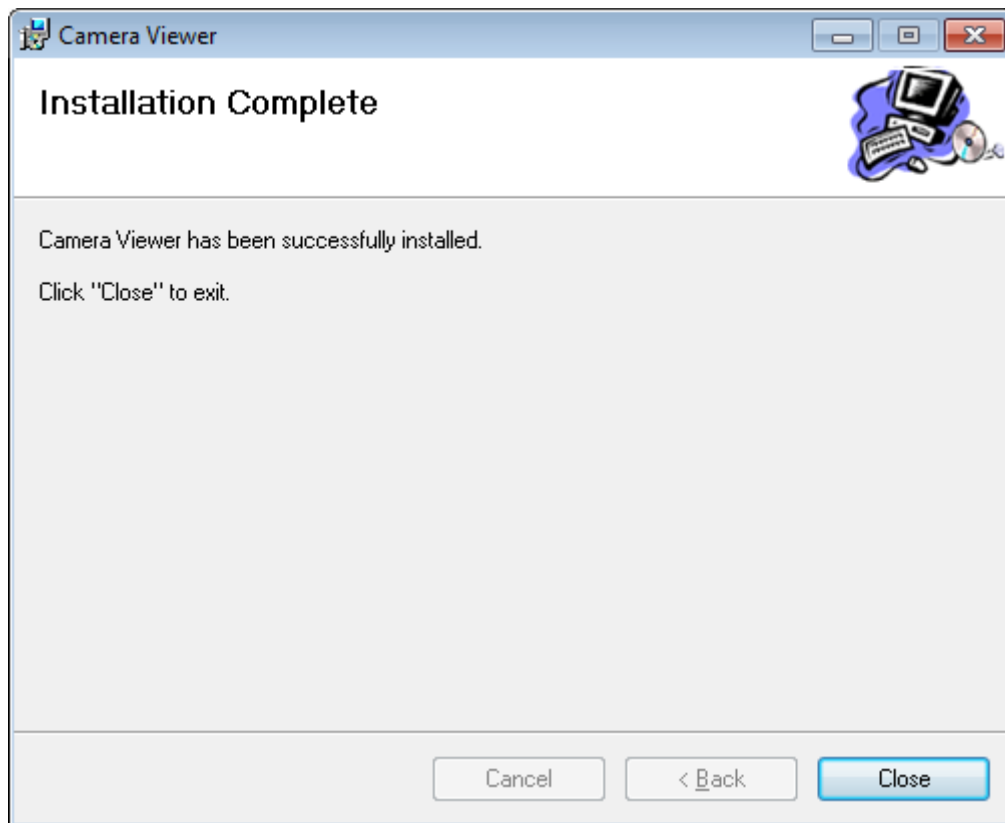 Camera Viewer
Installation Complete
Camera Viewer has been successfully installed.
Click "Close" to exit.
Cancel
< Back
Close